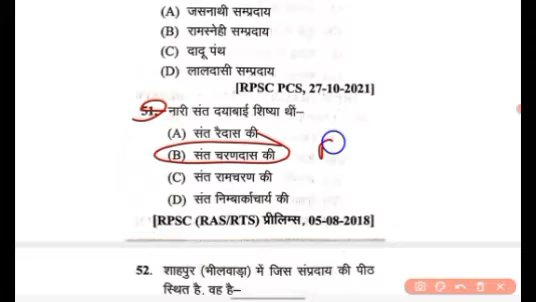 (A) जसनाथी सम्प्रदाय
(B) रामस्नेही सम्प्रदाय
(C) दादू पंथ
(D) लालदासी सम्प्रदाय
[RPSC PCS, 27-10-2021]
51. नारी संत दयाबाई शिष्या थीं–
(A) संत रैदास की
(B) संत चरणदास की
(C) संत रामचरण की
(D) संत निम्बार्काचार्य की
[RPSC (RAS/RTS) प्रीलिम्स, 05-08-2018]
52. शाहपुर (भीलवाड़ा) में जिस संप्रदाय की पीठ
स्थित है, वह है–